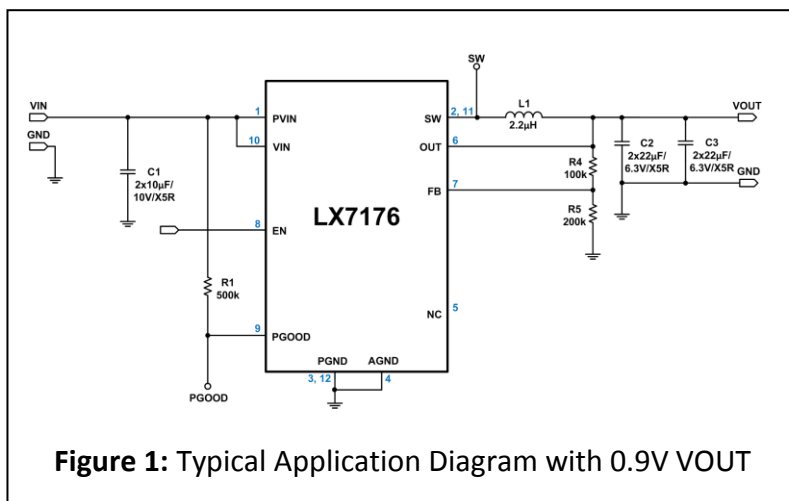 SW
VIN
GND
C1
2x10µF/
10V/X5R
R1
500k
PGOOD
1
10
8
9
PVIN
VIN
EN
PGOOD
LX7176
PGND
AGND
3, 12
4
SW
OUT
FB
NC
2, 11
6
7
5
L1
2.2µH
R4
100k
R5
200k
C2
2x22µF/
6.3V/X5R
C3
2x22µF/
6.3V/X5R
VOUT
GND
Figure 1: Typical Application Diagram with 0.9V VOUT